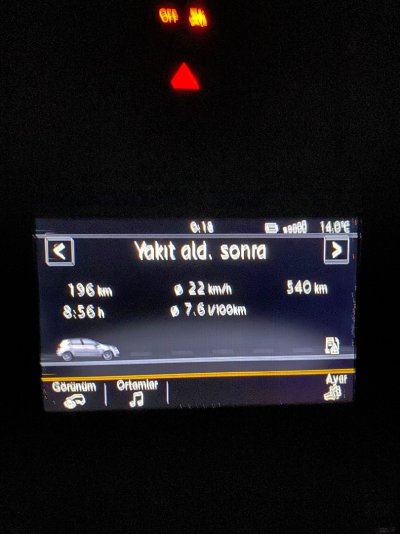 OFF
0:18 14.0°C
< Yakıt ald. sonra >
196 km ø 22 km/h 540 km
8:56 h ø 7.6 l/100km
Görünüm Ortamlar Ayar